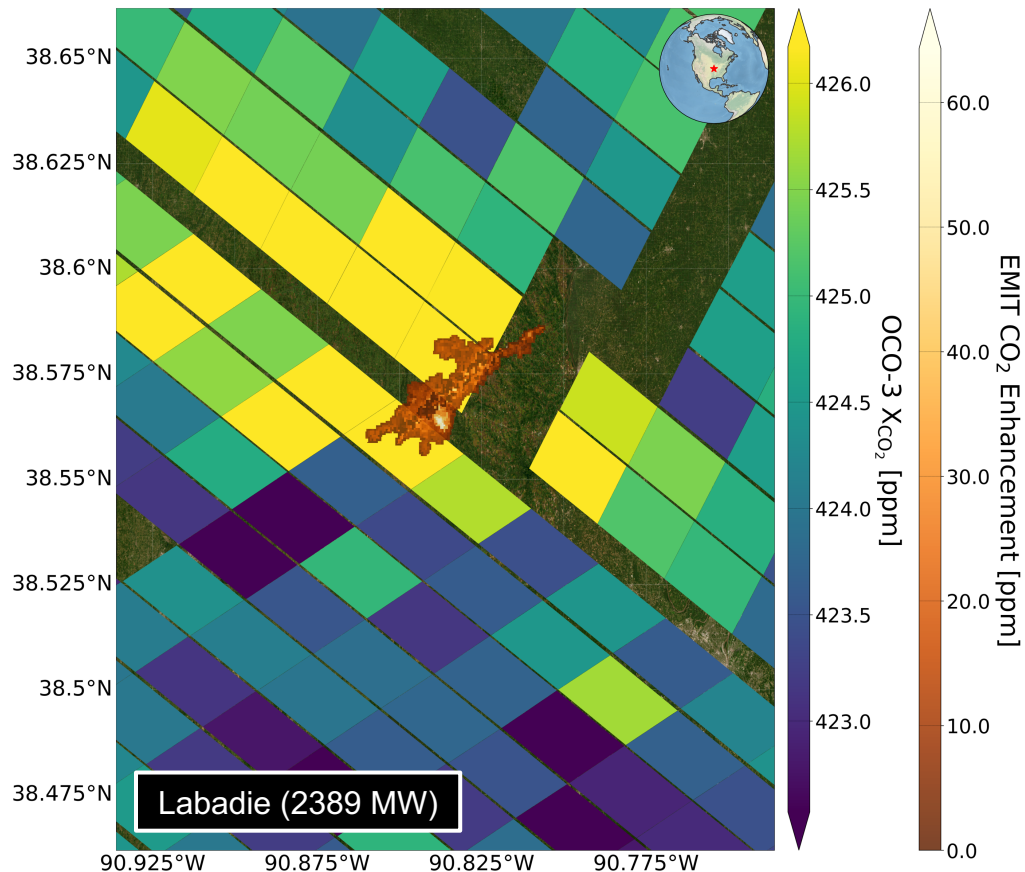 38.65°N
38.625°N
38.6°N
38.575°N
38.55°N
38.525°N
38.5°N
38.475°N
90.925°W
90.875°W
90.825°W
90.775°W
Labadie (2389 MW)
426.0
425.5
425.0
424.5
424.0
423.5
423.0
OCO-3 XCO₂ [ppm]
60.0
50.0
40.0
30.0
20.0
10.0
0.0
EMIT CO₂ Enhancement [ppm]